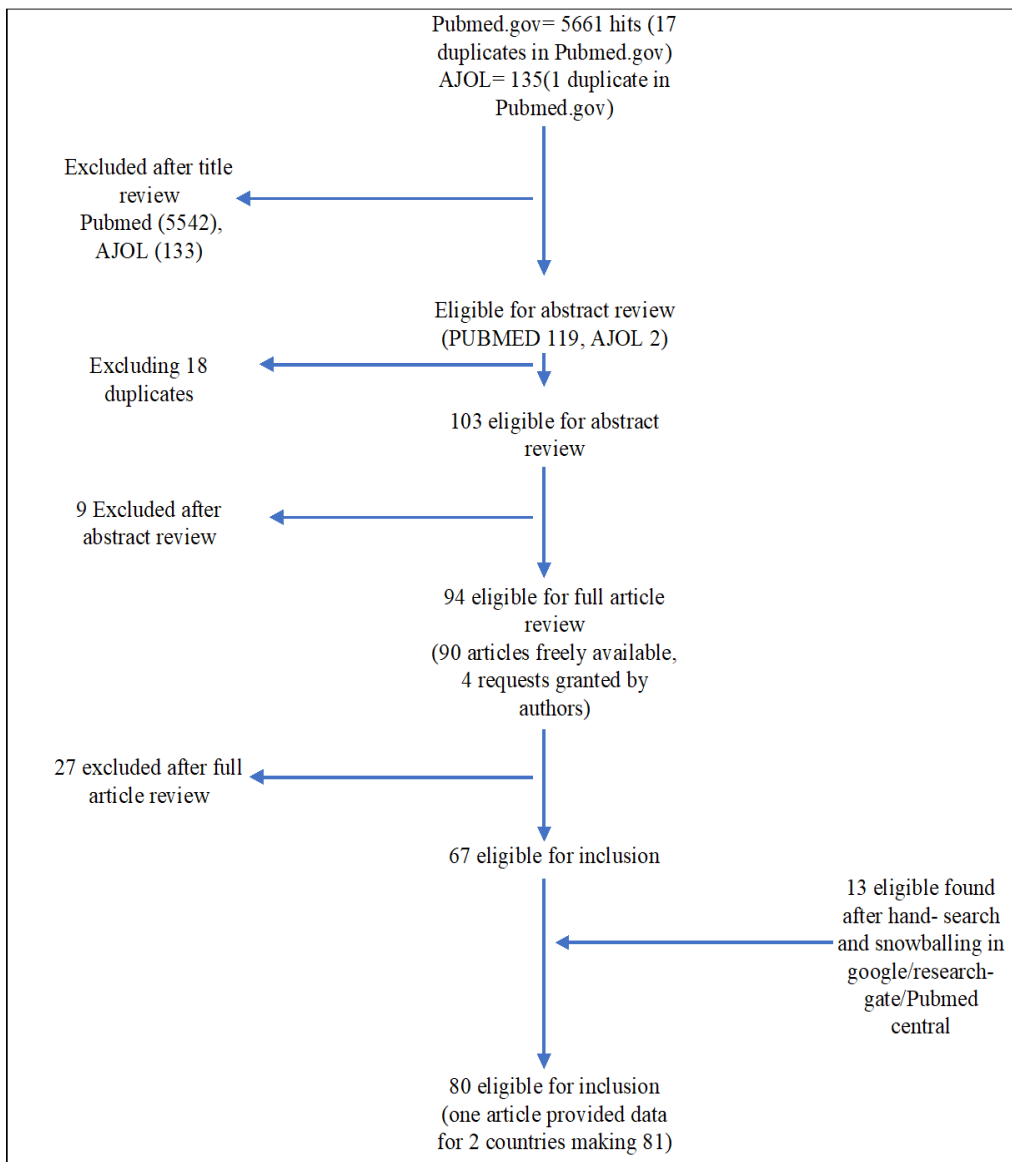 Pubmed.gov= 5661 hits (17
duplicates in Pubmed.gov)
AJOL= 135(1 duplicate in
Pubmed.gov)
Excluded after title
review
Pubmed (5542),
AJOL (133)
Eligible for abstract review
(PUBMED 119, AJOL 2)
Excluding 18
duplicates
103 eligible for abstract
review
9 Excluded after
abstract review
94 eligible for full article
review
(90 articles freely available,
4 requests granted by
authors)
27 excluded after full
article review
67 eligible for inclusion
13 eligible found
after hand- search
and snowballing in
google/research-
gate/Pubmed
central
80 eligible for inclusion
(one article provided data
for 2 countries making 81)